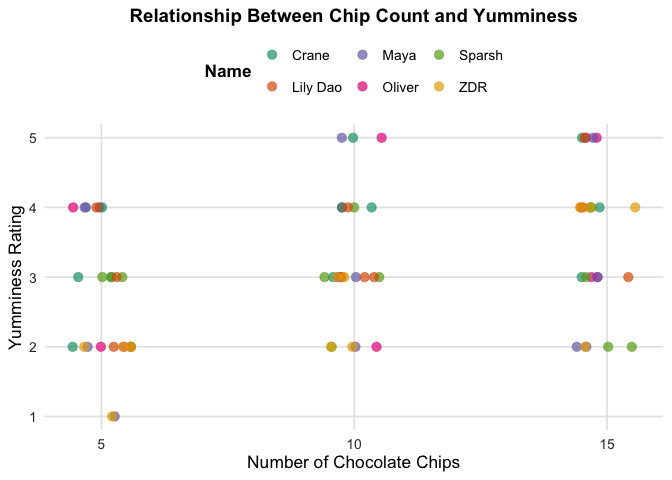 Relationship Between Chip Count and Yumminess
Name
Crane
Maya
Sparsh
Lily Dao
Oliver
ZDR
Yumminess Rating
5
4
3
2
1
5
10
15
Number of Chocolate Chips